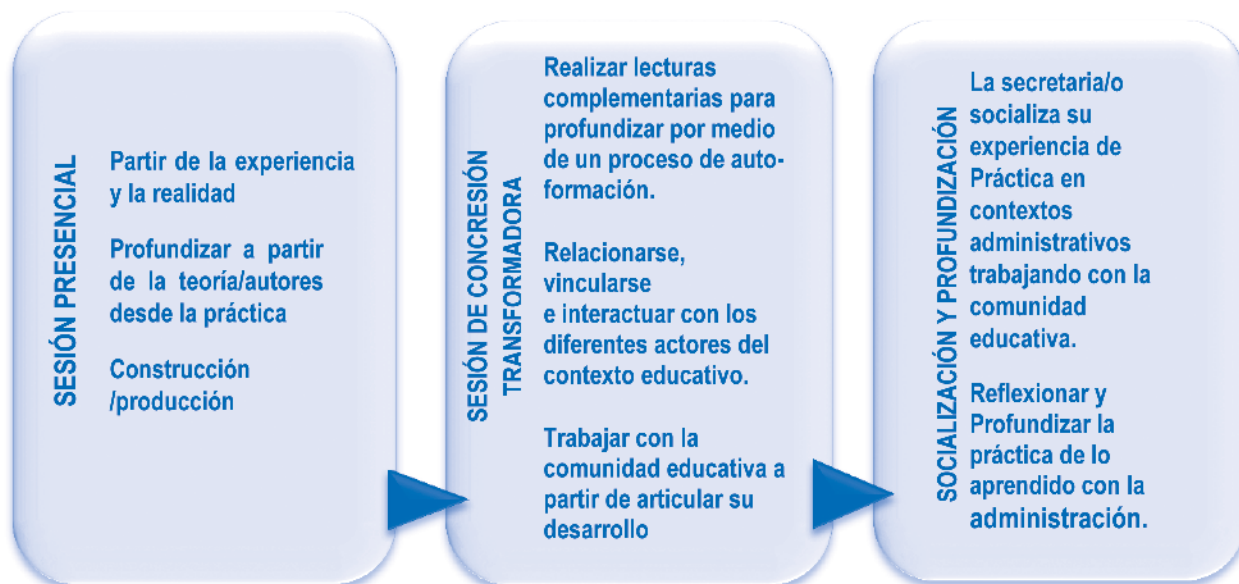 SESIÓN PRESENCIAL
Partir de la experiencia
y la realidad
Profundizar a partir
de la teoría/autores
desde la práctica
Construcción
/producción
SESIÓN DE CONCRESIÓN
TRANSFORMADORA
Realizar lecturas
complementarias para
profundizar por medio
de un proceso de auto-
formación.
Relacionarse,
vincularse
e interactuar con los
diferentes actores del
contexto educativo.
Trabajar con la
comunidad educativa a
partir de articular su
desarrollo
SOCIALIZACIÓN Y PROFUNDIZACIÓN
La secretaria/o
socializa su
experiencia de
Práctica en
contextos
administrativos
trabajando con la
comunidad
educativa.
Reflexionar y
Profundizar la
práctica de lo
aprendido con la
administración.